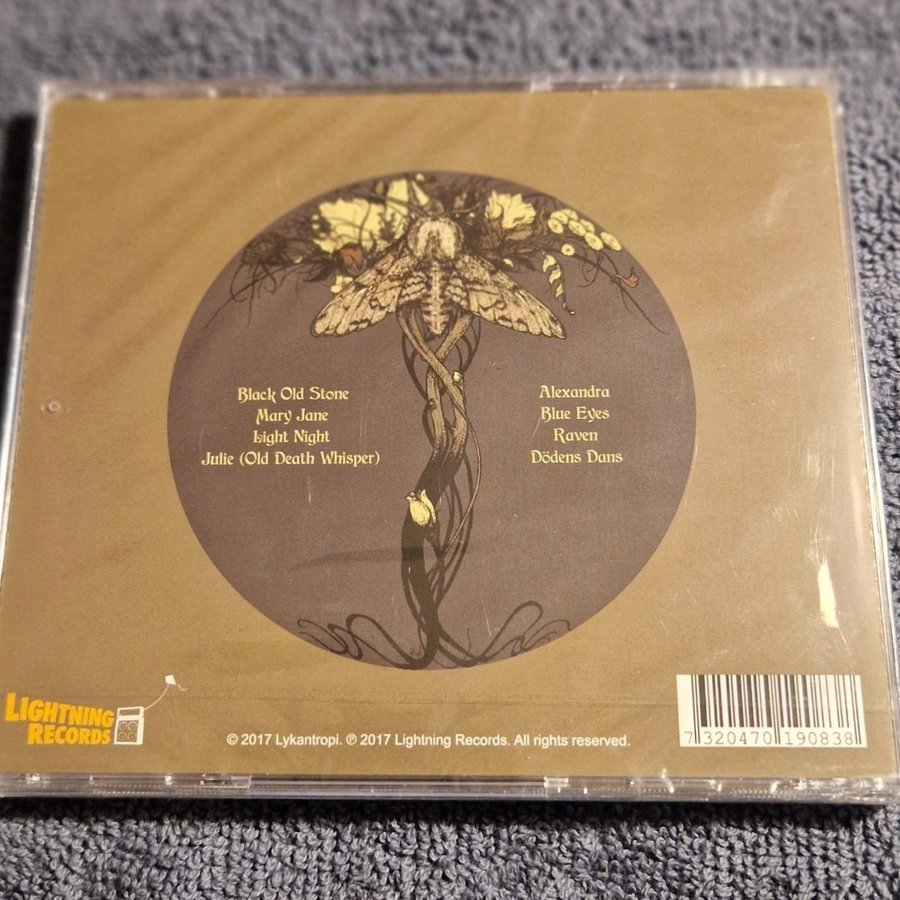 Black Old Stone
Mary Jane
Light Night
Julie (Old Death Whisper)
Alexandra
Blue Eyes
Raven
Dödens Dans
LIGHTNING
RECORDS
© 2017 Lykantropi. ℗ 2017 Lightning Records. All rights reserved.
7 320470 190838